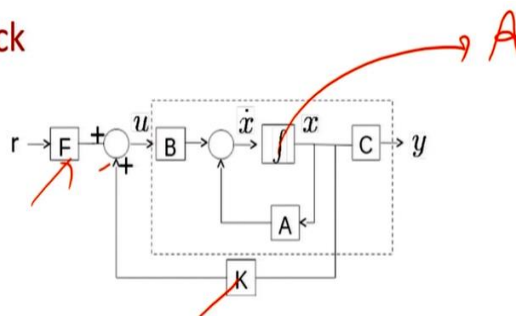 ck
A
r F + u B ẋ ∫ x C y
- +
A
K